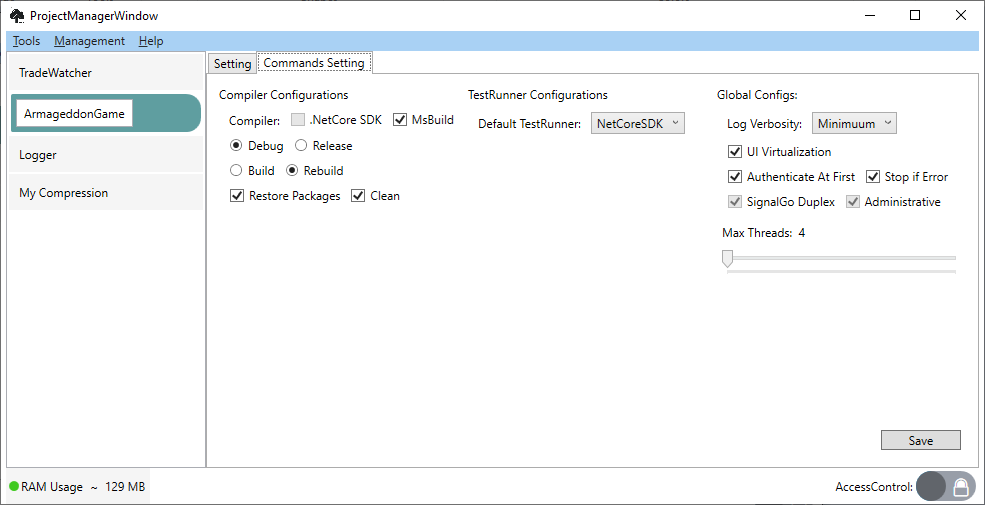 ProjectManagerWindow
Tools Management Help
TradeWatcher
ArmageddonGame
Logger
My Compression
Setting Commands Setting
Compiler Configurations
Compiler: .NetCore SDK MsBuild
Debug Release
Build Rebuild
Restore Packages Clean
TestRunner Configurations
Default TestRunner: NetCoreSDK
Global Configs:
Log Verbosity: Minimuum
UI Virtualization
Authenticate At First Stop if Error
SignalGo Duplex Administrative
Max Threads: 4
Save
RAM Usage ~ 129 MB
AccessControl: